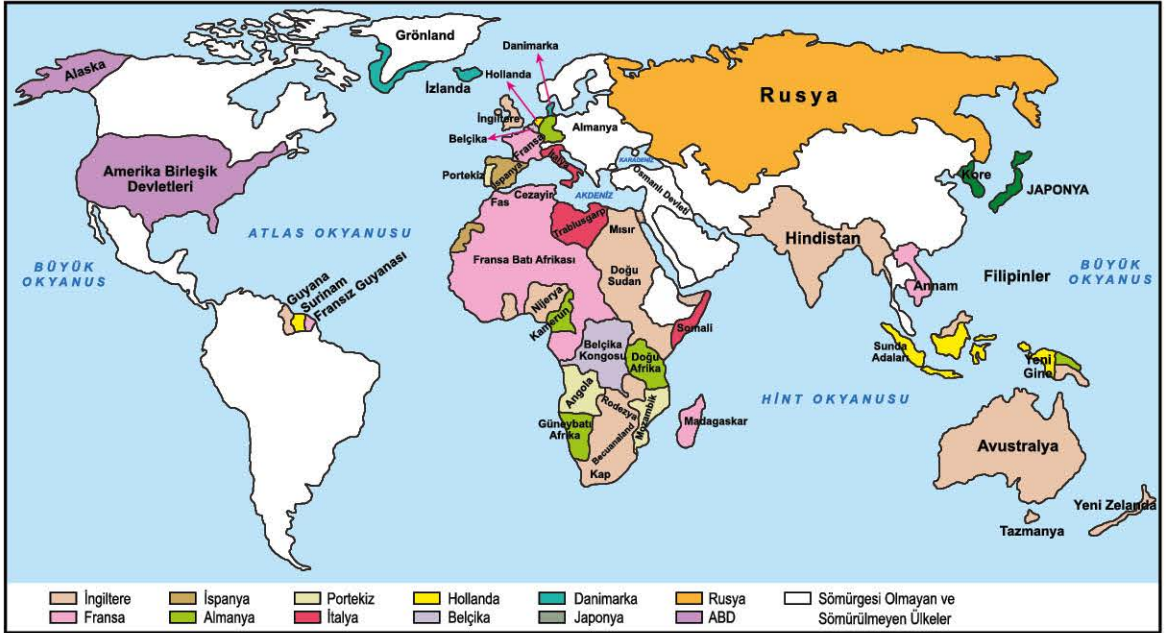 Grönland
Danimarka
Alaska
Hollanda
İzlanda
Rusya
İngiltere
Belçika
Almanya
Fransa
Amerika Birleşik
Devletleri
İtalya
KARADENİZ
Portekiz
İspanya
Osmanlı Devleti
Kore
JAPONYA
Fas
Cezayir
AKDENİZ
Trablusgarp
Mısır
ATLAS OKYANUSU
Hindistan
BÜYÜK
OKYANUS
Fransa Batı Afrikası
Doğu
Sudan
Filipinler
BÜYÜK
OKYANUS
Annam
Guyana
Surinam
Fransız Guyanası
Nijerya
Kamerun
Somali
Belçika
Kongosu
Doğu
Afrika
Sunda
Adaları
Yeni
Gine
Angola
Rodezya
Mozambik
HİNT OKYANUSU
Madagaskar
Güneybatı
Afrika
Becuanaland
Kap
Avustralya
Yeni Zelanda
Tazmanya
İngiltere
İspanya
Portekiz
Hollanda
Danimarka
Rusya
Sömürgesi Olmayan ve
Sömürülmeyen Ülkeler
Fransa
Almanya
İtalya
Belçika
Japonya
ABD